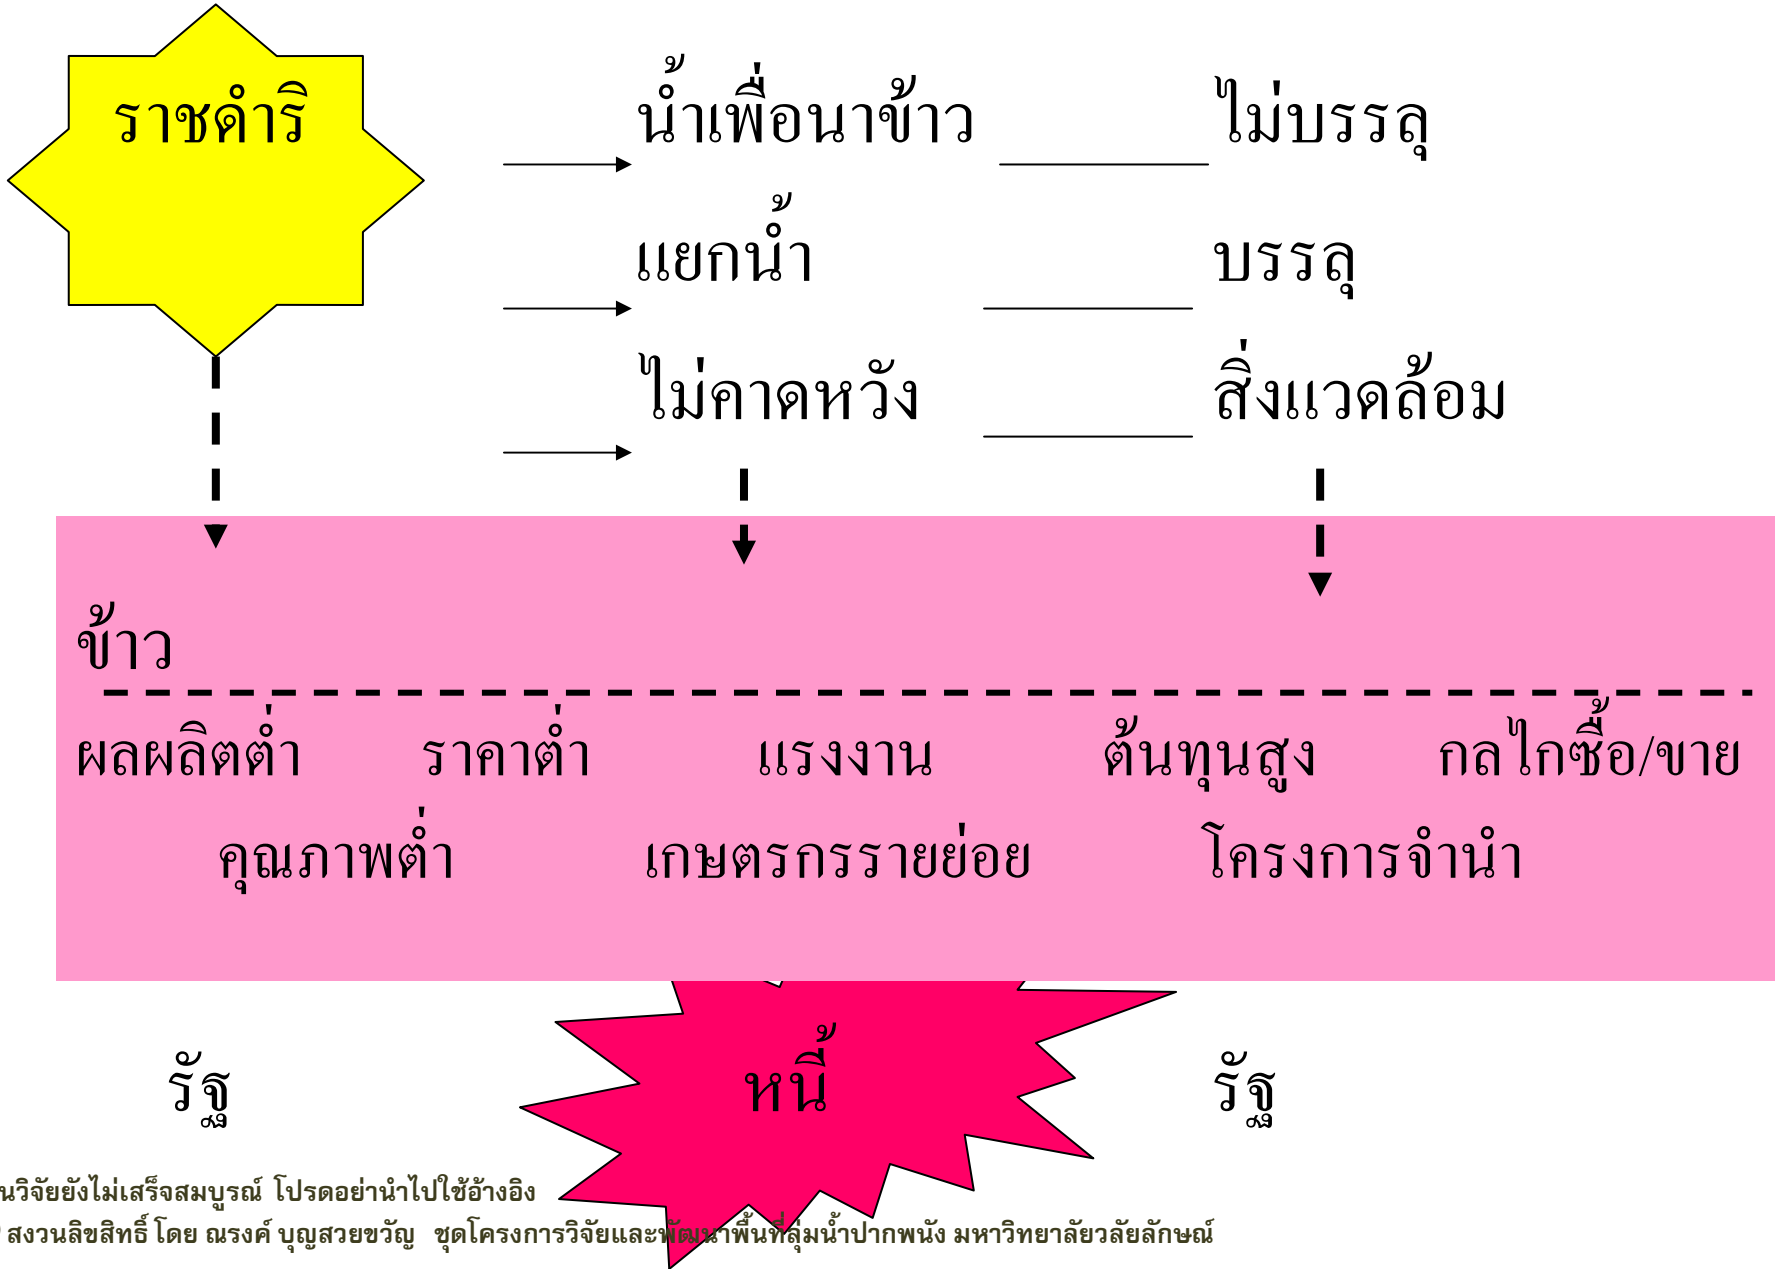 ราชดำริ น้ำเพื่อนาข้าว ไม่บรรลุ
แยกน้ำ บรรลุ
ไม่คาดหวัง สิ่งแวดล้อม
ข้าว
ผลผลิตต่ำ ราคาต่ำ แรงงาน ต้นทุนสูง กลไกซื้อ/ขาย
คุณภาพต่ำ เกษตรกรรายย่อย โครงการจำนำ
รัฐ หนี้ รัฐ
นวิจัยยังไม่เสร็จสมบูรณ์ โปรดอย่านำไปใช้อ้างอิง
สงวนลิขสิทธิ์ โดย ณรงค์ บุญสวยขวัญ ชุดโครงการวิจัยและพัฒนาพื้นที่ลุ่มน้ำปากพนัง มหาวิทยาลัยวลัยลักษณ์